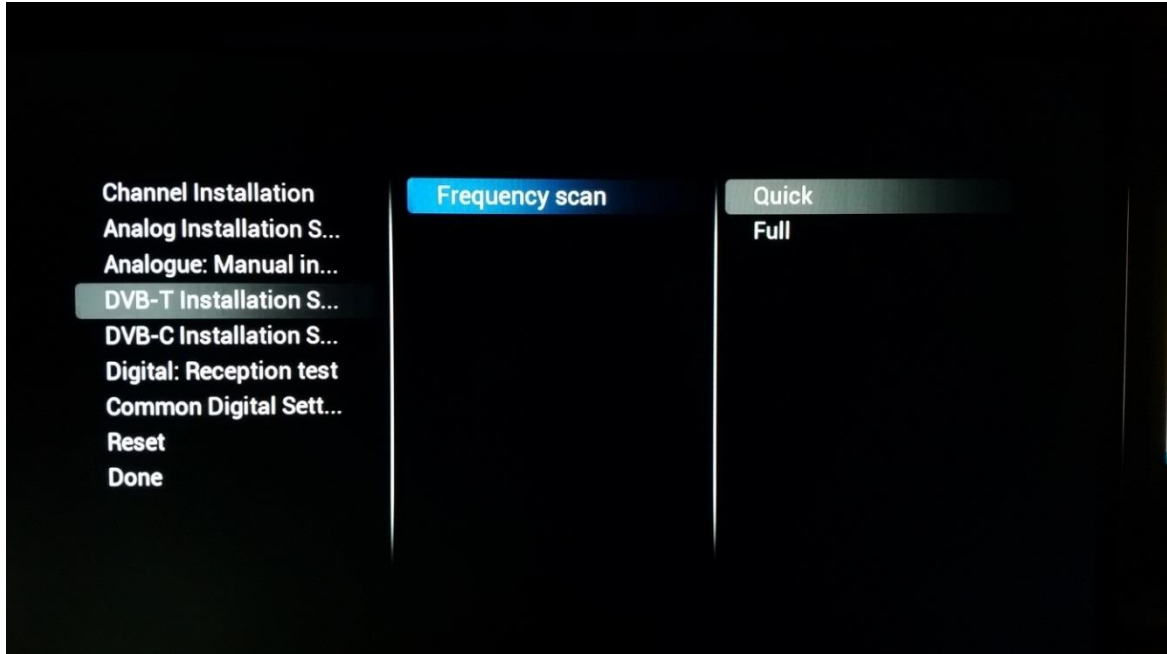 Channel Installation
Analog Installation S...
Analogue: Manual in...
DVB-T Installation S...
DVB-C Installation S...
Digital: Reception test
Common Digital Sett...
Reset
Done
Frequency scan
Quick
Full